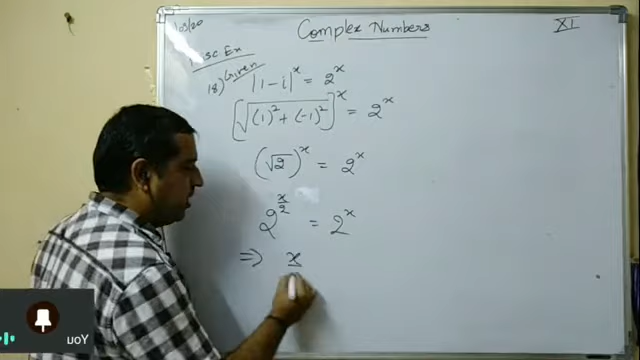 Complex Numbers
XI
Misc Ex
18) Given |1-i|^x = 2^x
[√((1)² + (-1)²)]^x = 2^x
(√2)^x = 2^x
2^(x/2) = 2^x
⇒ x
You